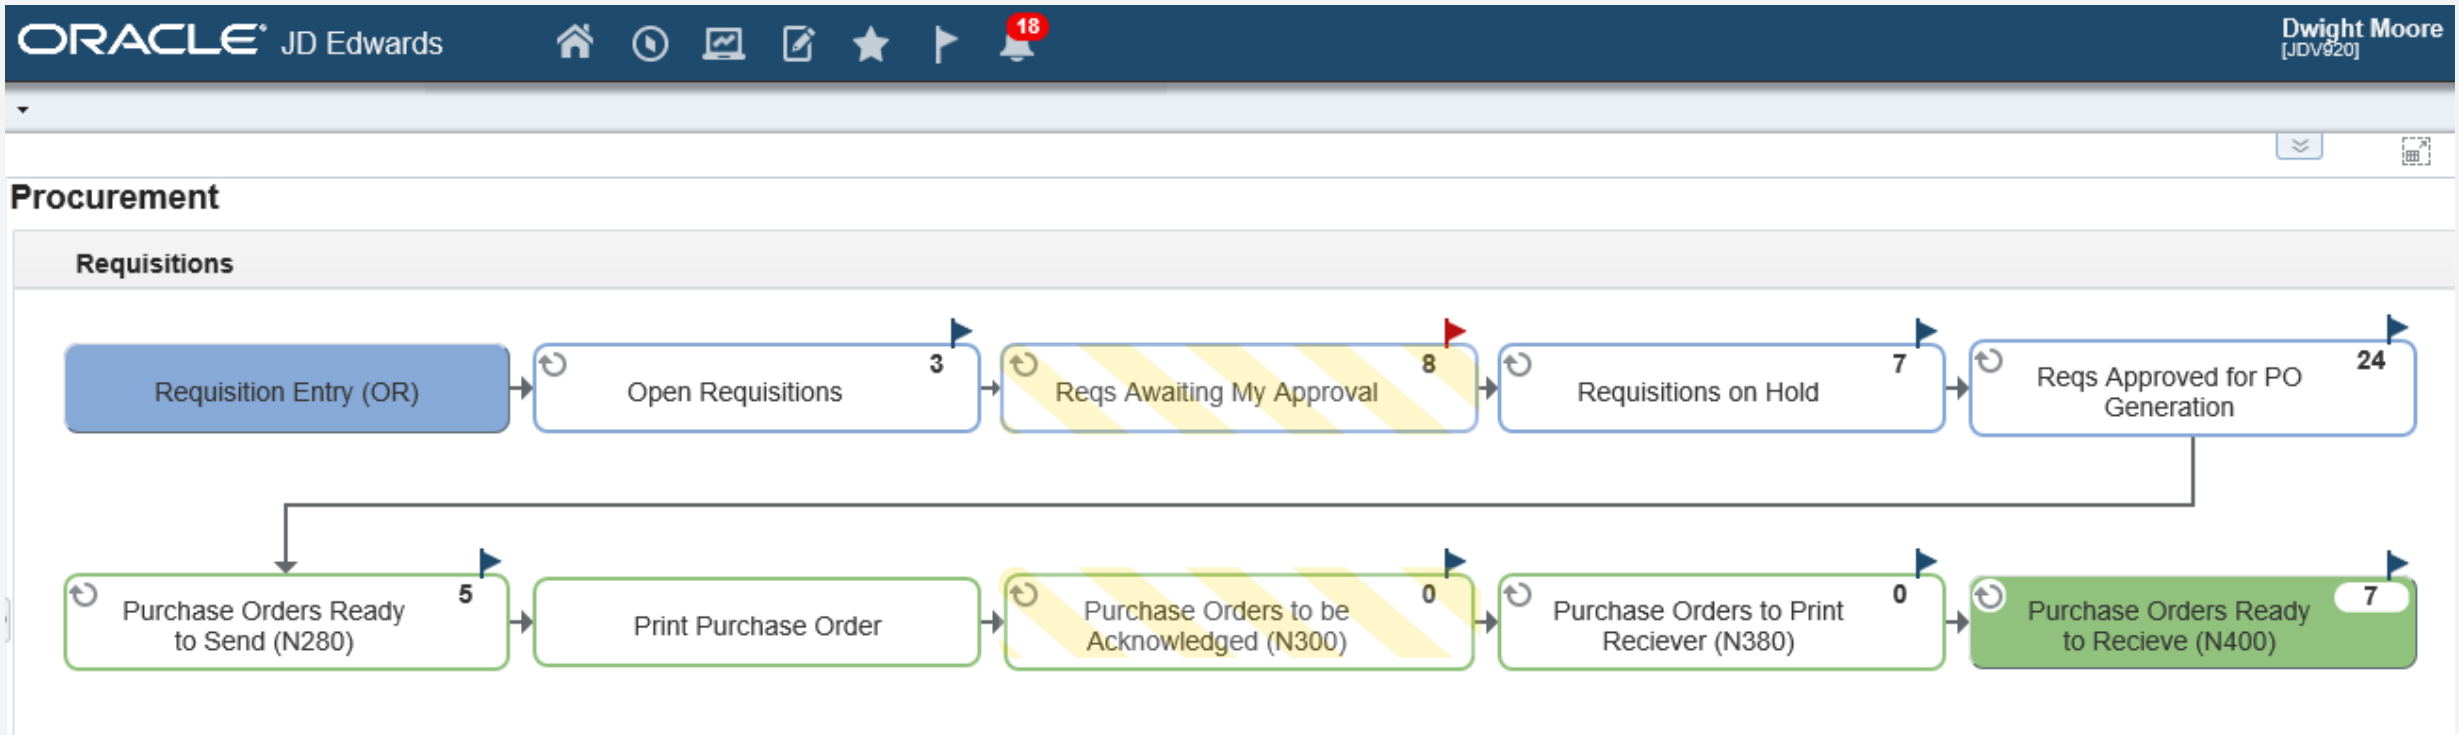 ORACLE JD Edwards
18
Dwight Moore
[JDV920]
Procurement
Requisitions
Requisition Entry (OR)
3
Open Requisitions
8
Reqs Awaiting My Approval
7
Requisitions on Hold
24
Reqs Approved for PO
Generation
5
Purchase Orders Ready
to Send (N280)
Print Purchase Order
0
Purchase Orders to be
Acknowledged (N300)
0
Purchase Orders to Print
Reciever (N380)
7
Purchase Orders Ready
to Recieve (N400)